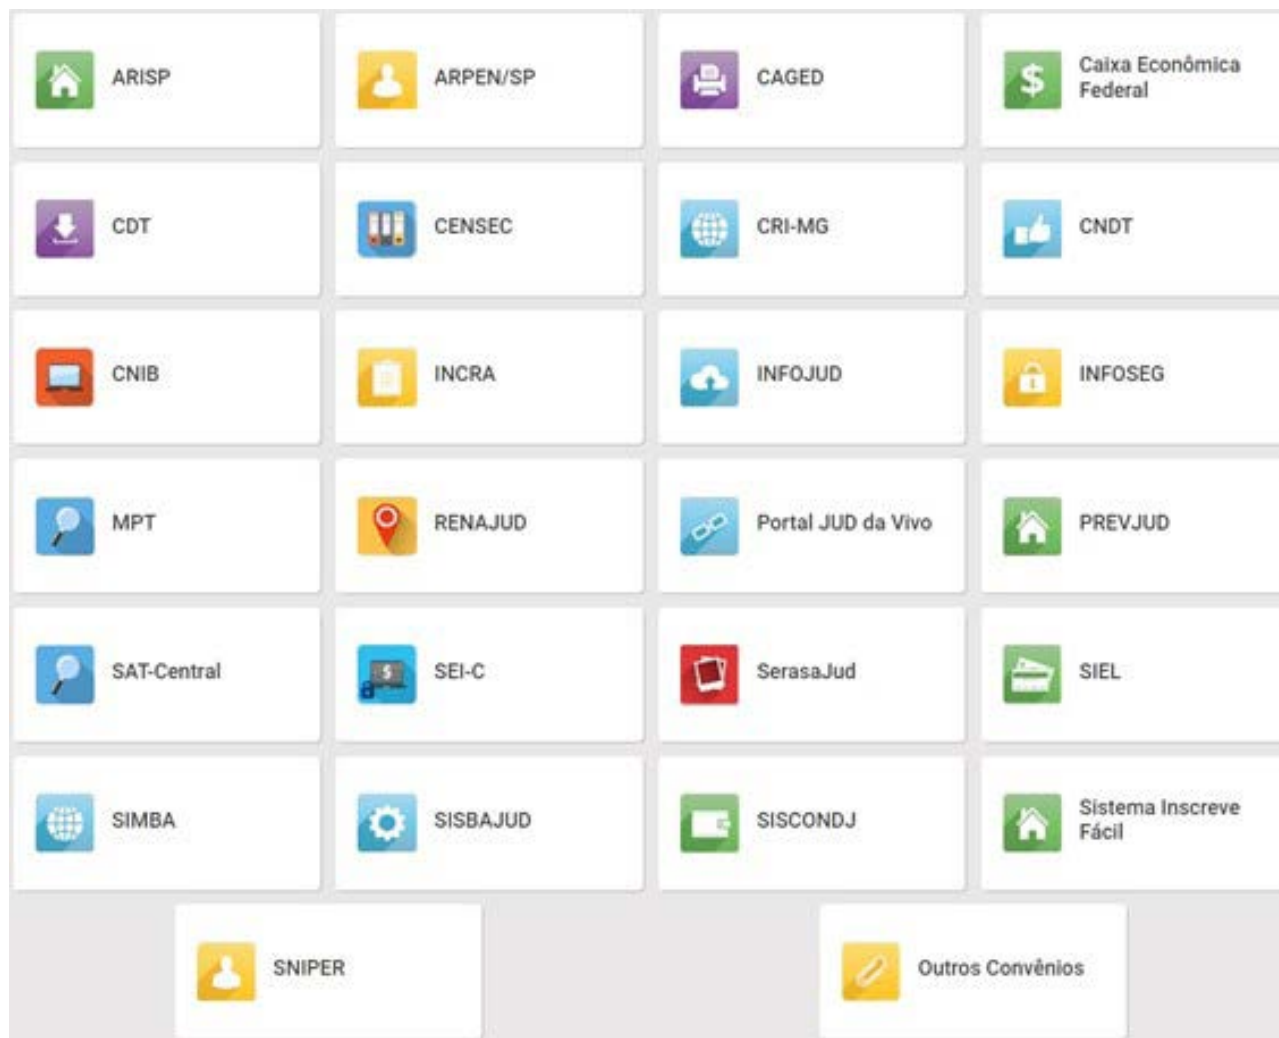 ARISP
ARPEN/SP
CAGED
Caixa Econômica
Federal
CDT
CENSEC
CRI-MG
CNDT
CNIB
INCRA
INFOJUD
INFOSEG
MPT
RENAJUD
Portal JUD da Vivo
PREVJUD
SAT-Central
SEI-C
SerasaJud
SIEL
SIMBA
SISBAJUD
SISCONDJ
Sistema Inscreve
Fácil
SNIPER
Outros Convênios